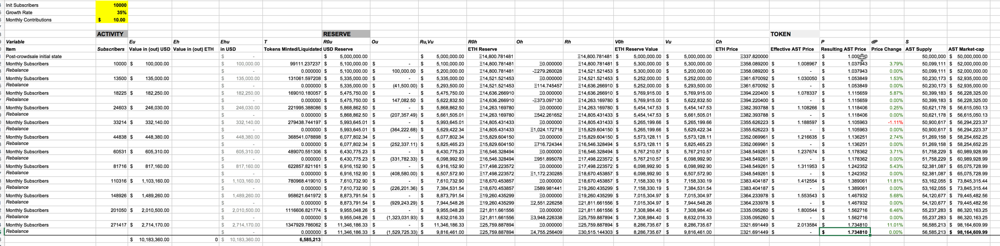 Init Subscribers 10000
Growth Rate 35%
Monthly Contributions $ 10.00
ACTIVITY RESERVE TOKEN
Variable Eu Eh Ehu T R0u Ou Ru,Vu R0h Oh Rh V0h Vu Ch P dP S
Item Subscribers Value in (out) USD Value in (out) ETH in USD Tokens Minted/Liquidated USD Reserve ETH Reserve ETH Reserve Value ETH Price Effective AST Price Resulting AST Price Price Change AST Supply AST Market-cap
Post-crowdsale initial state $ - $ 5,000,000.00 $ 5,000,000.00 Ξ14,800.781481 Ξ14,800.781481 $ 5,000,000.00 $ 5,000,000.00 Ξ337.820000 $ 50,000,000 $ 50,000,000.00
Monthly Subscribers 10000 $ 100,000.00 $ 100,000.00 99111.237237 $ 5,100,000.00 $ - $ 5,100,000.00 Ξ14,800.781481 Ξ0.000000 Ξ14,800.781481 $ 5,300,000.00 $ 5,300,000.00 Ξ358.089200 $ 1.008967 $ 1.037943 3.79% 50,099,111 $ 52,000,000.00
Rebalance $ - 0.000000 $ 5,100,000.00 $ 100,000.00 $ 5,200,000.00 Ξ14,800.781481 -Ξ279.260028 Ξ14,521.521453 $ 5,300,000.00 $ 5,200,000.00 Ξ358.089200 $ - $ 1.037943 0.00% 50,099,111 $ 52,000,000.00
Monthly Subscribers 13500 $ 135,000.00 $ 135,000.00 131061.597208 $ 5,335,000.00 $ - $ 5,335,000.00 Ξ14,521.521453 Ξ0.000000 Ξ14,521.521453 $ 5,252,000.00 $ 5,252,000.00 Ξ361.670092 $ 1.030050 $ 1.053849 1.53% 50,230,173 $ 52,935,000.00
Rebalance $ - 0.000000 $ 5,335,000.00 $ (41,500.00) $ 5,293,500.00 Ξ14,521.521453 Ξ114.745457 Ξ14,636.266910 $ 5,252,000.00 $ 5,293,500.00 Ξ361.670092 $ - $ 1.053849 0.00% 50,230,173 $ 52,935,000.00
Monthly Subscribers 18225 $ 182,250.00 $ 182,250.00 169010.180057 $ 5,475,750.00 $ - $ 5,475,750.00 Ξ14,636.266910 Ξ0.000000 Ξ14,636.266910 $ 5,769,915.00 $ 5,769,915.00 Ξ394.220400 $ 1.078337 $ 1.115659 5.87% 50,399,183 $ 56,228,325.00
Rebalance $ - 0.000000 $ 5,475,750.00 $ 147,082.50 $ 5,622,832.50 Ξ14,636.266910 -Ξ373.097130 Ξ14,263.169780 $ 5,769,915.00 $ 5,622,832.50 Ξ394.220400 $ - $ 1.115659 0.00% 50,399,183 $ 56,228,325.00
Monthly Subscribers 24603 $ 246,030.00 $ 246,030.00 221995.388086 $ 5,868,862.50 $ - $ 5,868,862.50 Ξ14,263.169780 Ξ0.000000 Ξ14,263.169780 $ 5,454,147.53 $ 5,454,147.53 Ξ382.393788 $ 1.108266 $ 1.118406 0.25% 50,621,178 $ 56,615,050.13
Rebalance $ - 0.000000 $ 5,868,862.50 $ (207,357.49) $ 5,661,505.01 Ξ14,263.169780 Ξ542.261652 Ξ14,805.431433 $ 5,454,147.53 $ 5,661,505.01 Ξ382.393788 $ - $ 1.118406 0.00% 50,621,178 $ 56,615,050.13
Monthly Subscribers 33214 $ 332,140.00 $ 332,140.00 279438.744197 $ 5,993,645.01 $ - $ 5,993,645.01 Ξ14,805.431433 Ξ0.000000 Ξ14,805.431433 $ 5,265,199.66 $ 5,265,199.66 Ξ355.626223 $ 1.188597 $ 1.105963 -1.11% 50,900,617 $ 56,294,223.37
Rebalance $ - 0.000000 $ 5,993,645.01 $ (364,222.68) $ 5,629,422.34 Ξ14,805.431433 Ξ1,024.172718 Ξ15,829.604150 $ 5,265,199.66 $ 5,629,422.34 Ξ355.626223 $ - $ 1.105963 0.00% 50,900,617 $ 56,294,223.37
Monthly Subscribers 44838 $ 448,380.00 $ 448,380.00 368541.078898 $ 6,077,802.34 $ - $ 6,077,802.34 Ξ15,829.604150 Ξ0.000000 Ξ15,829.604150 $ 5,573,128.11 $ 5,573,128.11 Ξ352.069961 $ 1.216635 $ 1.136251 2.74% 51,269,158 $ 58,254,652.25
Rebalance $ - 0.000000 $ 6,077,802.34 $ (252,337.11) $ 5,825,465.23 Ξ15,829.604150 Ξ716.724344 Ξ16,546.328494 $ 5,573,128.11 $ 5,825,465.23 Ξ352.069961 $ - $ 1.136251 0.00% 51,269,158 $ 58,254,652.25
Monthly Subscribers 60531 $ 605,310.00 $ 605,310.00 489070.551306 $ 6,430,775.23 $ - $ 6,430,775.23 Ξ16,546.328494 Ξ0.000000 Ξ16,546.328494 $ 5,767,210.57 $ 5,767,210.57 Ξ348.549261 $ 1.237674 $ 1.178362 3.71% 51,758,229 $ 60,989,928.99
Rebalance $ - 0.000000 $ 6,430,775.23 $ (331,782.33) $ 6,098,992.90 Ξ16,546.328494 Ξ951.895078 Ξ17,498.223572 $ 5,767,210.57 $ 6,098,992.90 Ξ348.549261 $ - $ 1.178362 0.00% 51,758,229 $ 60,989,928.99
Monthly Subscribers 81716 $ 817,160.00 $ 817,160.00 622857.821161 $ 6,916,152.90 $ - $ 6,916,152.90 Ξ17,498.223572 Ξ0.000000 Ξ17,498.223572 $ 6,098,992.90 $ 6,098,992.90 Ξ348.549261 $ 1.311953 $ 1.242352 5.43% 52,381,087 $ 65,075,728.99
Rebalance $ - 0.000000 $ 6,916,152.90 $ (408,580.00) $ 6,507,572.90 Ξ17,498.223572 Ξ1,172.230285 Ξ18,670.453857 $ 6,098,992.90 $ 6,507,572.90 Ξ348.549261 $ - $ 1.242352 0.00% 52,381,087 $ 65,075,728.99
Monthly Subscribers 110316 $ 1,103,160.00 $ 1,103,160.00 780968.419010 $ 7,610,732.90 $ - $ 7,610,732.90 Ξ18,670.453857 Ξ0.000000 Ξ18,670.453857 $ 7,158,330.19 $ 7,158,330.19 Ξ383.404187 $ 1.412554 $ 1.389061 11.81% 53,162,055 $ 73,845,315.44
Rebalance $ - 0.000000 $ 7,610,732.90 $ (226,201.36) $ 7,384,531.54 Ξ18,670.453857 Ξ589.981441 Ξ19,260.435299 $ 7,158,330.19 $ 7,384,531.54 Ξ383.404187 $ - $ 1.389061 0.00% 53,162,055 $ 73,845,315.44
Monthly Subscribers 148926 $ 1,489,260.00 $ 1,489,260.00 958621.641972 $ 8,873,791.54 $ - $ 8,873,791.54 Ξ19,260.435299 Ξ0.000000 Ξ19,260.435299 $ 7,015,304.97 $ 7,015,304.97 Ξ364.233978 $ 1.553543 $ 1.467932 5.68% 54,120,677 $ 79,445,482.56
Rebalance $ - 0.000000 $ 8,873,791.54 $ (929,243.29) $ 7,944,548.26 Ξ19,260.435299 Ξ2,551.226258 Ξ21,811.661556 $ 7,015,304.97 $ 7,944,548.26 Ξ364.233978 $ - $ 1.467932 0.00% 54,120,677 $ 79,445,482.56
Monthly Subscribers 201050 $ 2,010,500.00 $ 2,010,500.00 1116606.821774 $ 9,955,048.26 $ - $ 9,955,048.26 Ξ21,811.661556 Ξ0.000000 Ξ21,811.661556 $ 7,308,984.40 $ 7,308,984.40 Ξ335.095260 $ 1.800544 $ 1.562716 6.46% 55,237,283 $ 86,320,163.25
Rebalance $ - 0.000000 $ 9,955,048.26 $ (1,323,031.93) $ 8,632,016.33 Ξ21,811.661556 Ξ3,948.226338 Ξ25,759.887894 $ 7,308,984.40 $ 8,632,016.33 Ξ335.095260 $ - $ 1.562716 0.00% 55,237,283 $ 86,320,163.25
Monthly Subscribers 271417 $ 2,714,170.00 $ 2,714,170.00 1347929.786062 $ 11,346,186.33 $ - $ 11,346,186.33 Ξ25,759.887894 Ξ0.000000 Ξ25,759.887894 $ 8,286,735.67 $ 8,286,735.67 Ξ321.691449 $ 2.013584 $ 1.734810 11.01% 56,585,213 $ 98,164,609.99
Rebalance $ - 0.000000 $ 11,346,186.33 $ (1,529,725.33) $ 9,816,461.00 Ξ25,759.887894 Ξ4,755.256409 Ξ30,515.144303 $ 8,286,735.67 $ 9,816,461.00 Ξ321.691449 $ - $ 1.734810 0.00% 56,585,213 $ 98,164,609.99
$ 10,183,360.00 0 $ 10,183,360.00 6,585,213